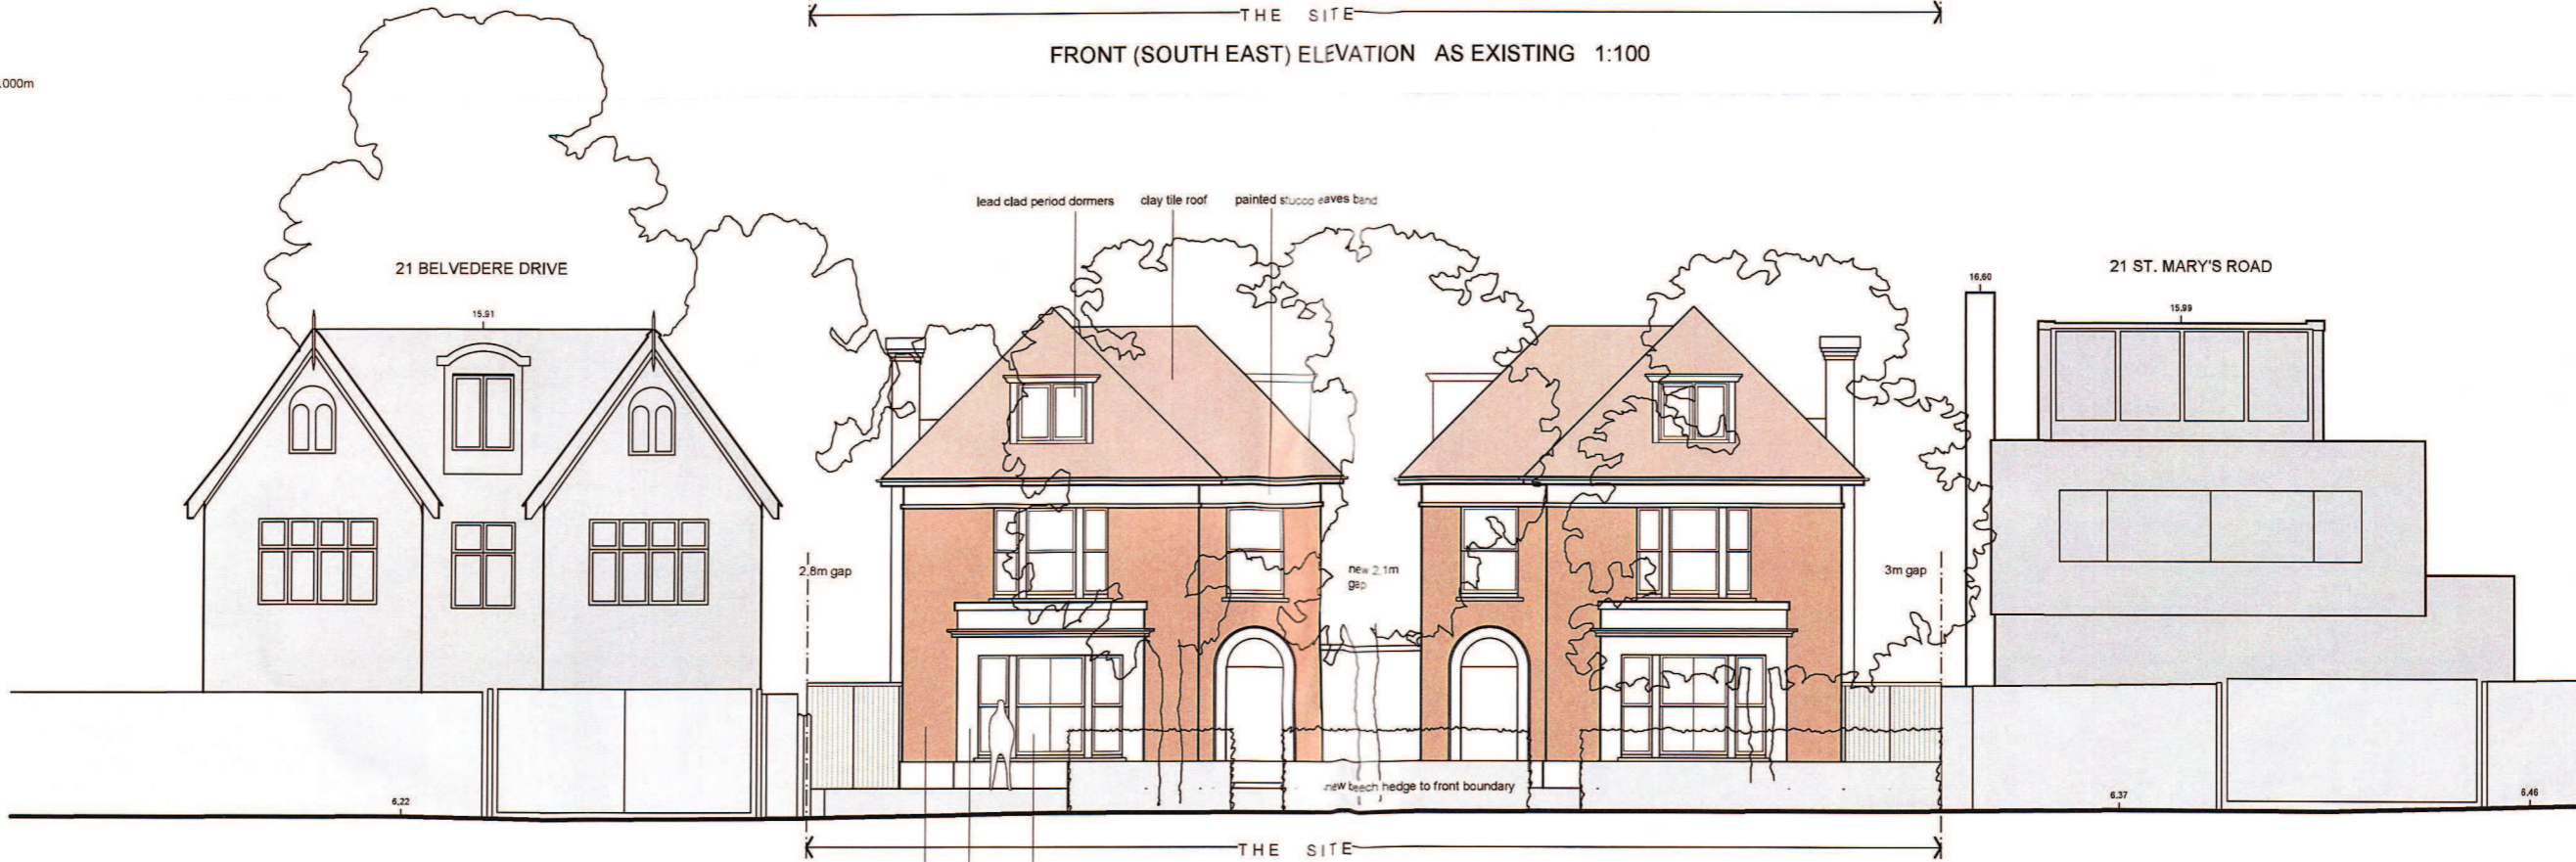 THE SITE
FRONT (SOUTH EAST) ELEVATION AS EXISTING 1:100
.000m
lead clad period dormers
clay tile roof
painted stucco eaves band
21 BELVEDERE DRIVE
21 ST. MARY'S ROAD
16.60
15.91
15.99
2.8m gap
new 2.1m
gap
3m gap
new beech hedge to front boundary
6.22
6.37
6.46
THE SITE